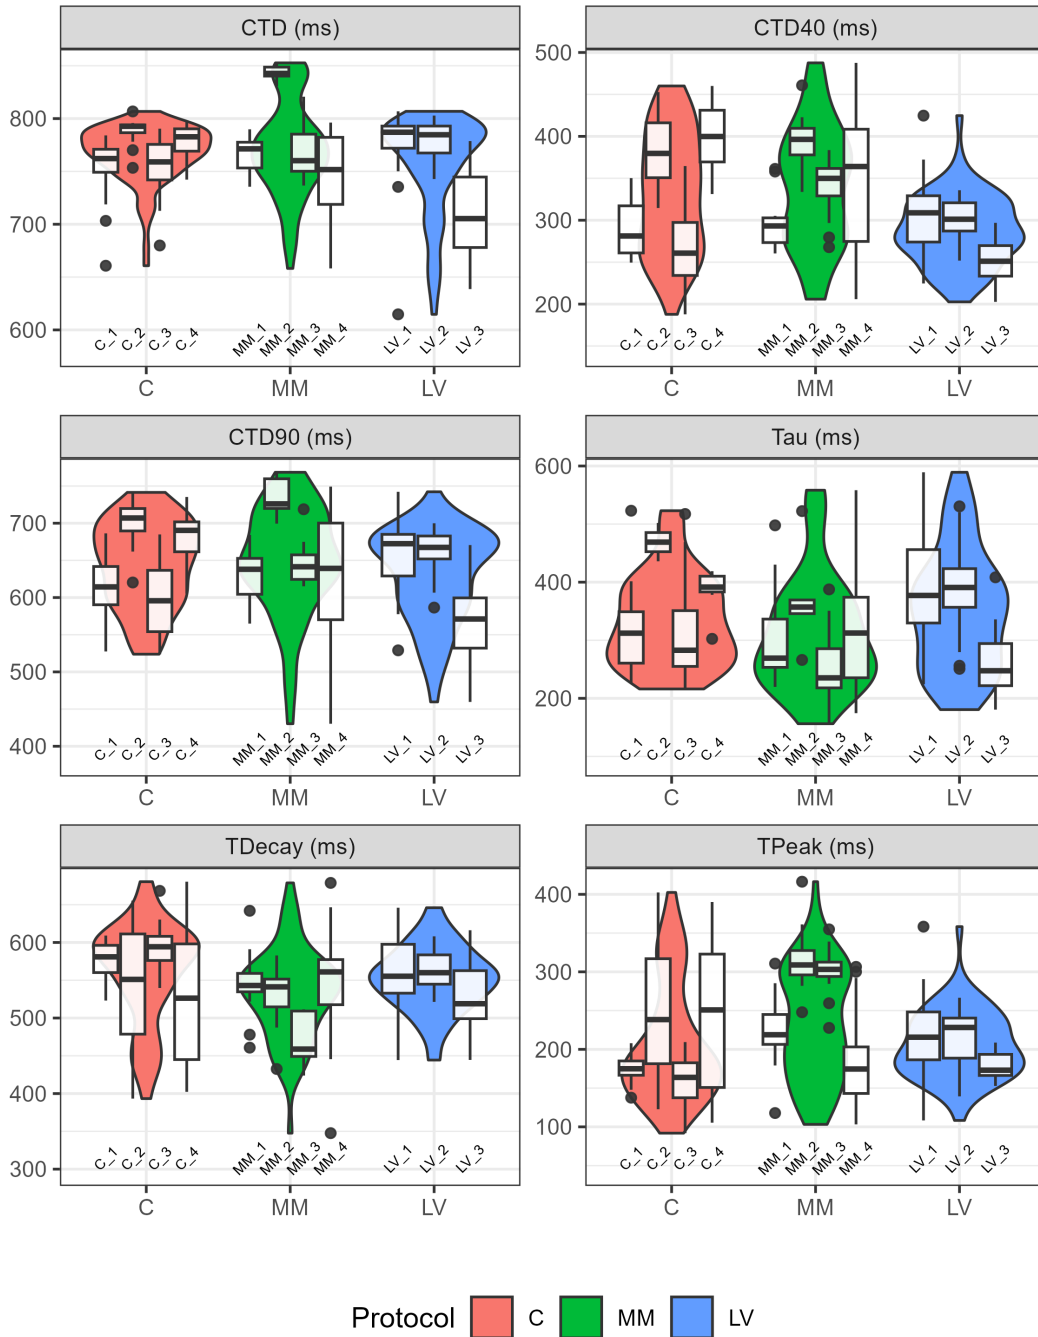 CTD (ms)
800
700
600
C_1 C_2 C_3 C_4 MM_1 MM_2 MM_3 MM_4 LV_1 LV_2 LV_3
C MM LV
CTD40 (ms)
500
400
300
200
C_1 C_2 C_3 C_4 MM_1 MM_2 MM_3 MM_4 LV_1 LV_2 LV_3
C MM LV
CTD90 (ms)
700
600
500
400
C_1 C_2 C_3 C_4 MM_1 MM_2 MM_3 MM_4 LV_1 LV_2 LV_3
C MM LV
Tau (ms)
600
400
200
C_1 C_2 C_3 C_4 MM_1 MM_2 MM_3 MM_4 LV_1 LV_2 LV_3
C MM LV
TDecay (ms)
600
500
400
300
C_1 C_2 C_3 C_4 MM_1 MM_2 MM_3 MM_4 LV_1 LV_2 LV_3
C MM LV
TPeak (ms)
400
300
200
100
C_1 C_2 C_3 C_4 MM_1 MM_2 MM_3 MM_4 LV_1 LV_2 LV_3
C MM LV
Protocol C MM LV